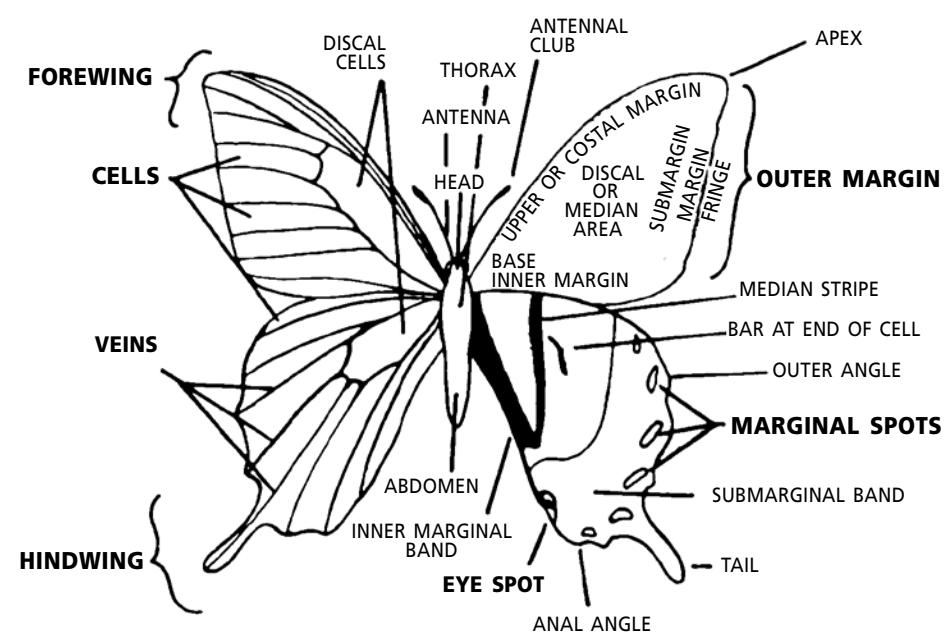 ANTENNAL
CLUB
APEX
DISCAL
CELLS
THORAX
FOREWING
ANTENNA
UPPER OR COSTAL MARGIN
HEAD
CELLS
DISCAL
OR
MEDIAN
AREA
SUBMARGIN
MARGIN
FRINGE
OUTER MARGIN
BASE
INNER MARGIN
MEDIAN STRIPE
BAR AT END OF CELL
VEINS
OUTER ANGLE
MARGINAL SPOTS
ABDOMEN
SUBMARGINAL BAND
INNER MARGINAL
BAND
HINDWING
EYE SPOT
TAIL
ANAL ANGLE